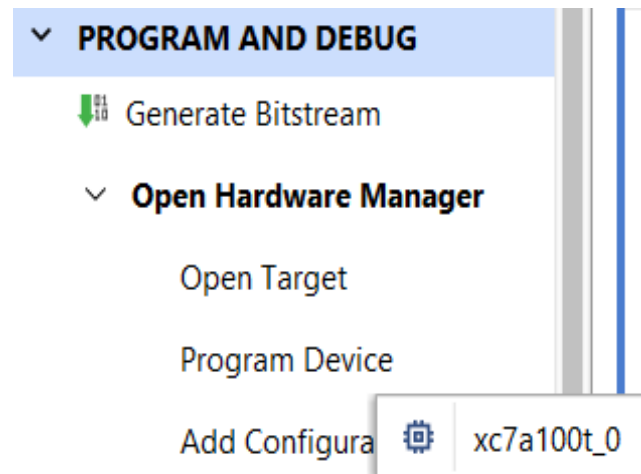 PROGRAM AND DEBUG
Generate Bitstream
Open Hardware Manager
Open Target
Program Device
Add Configura
xc7a100t_0